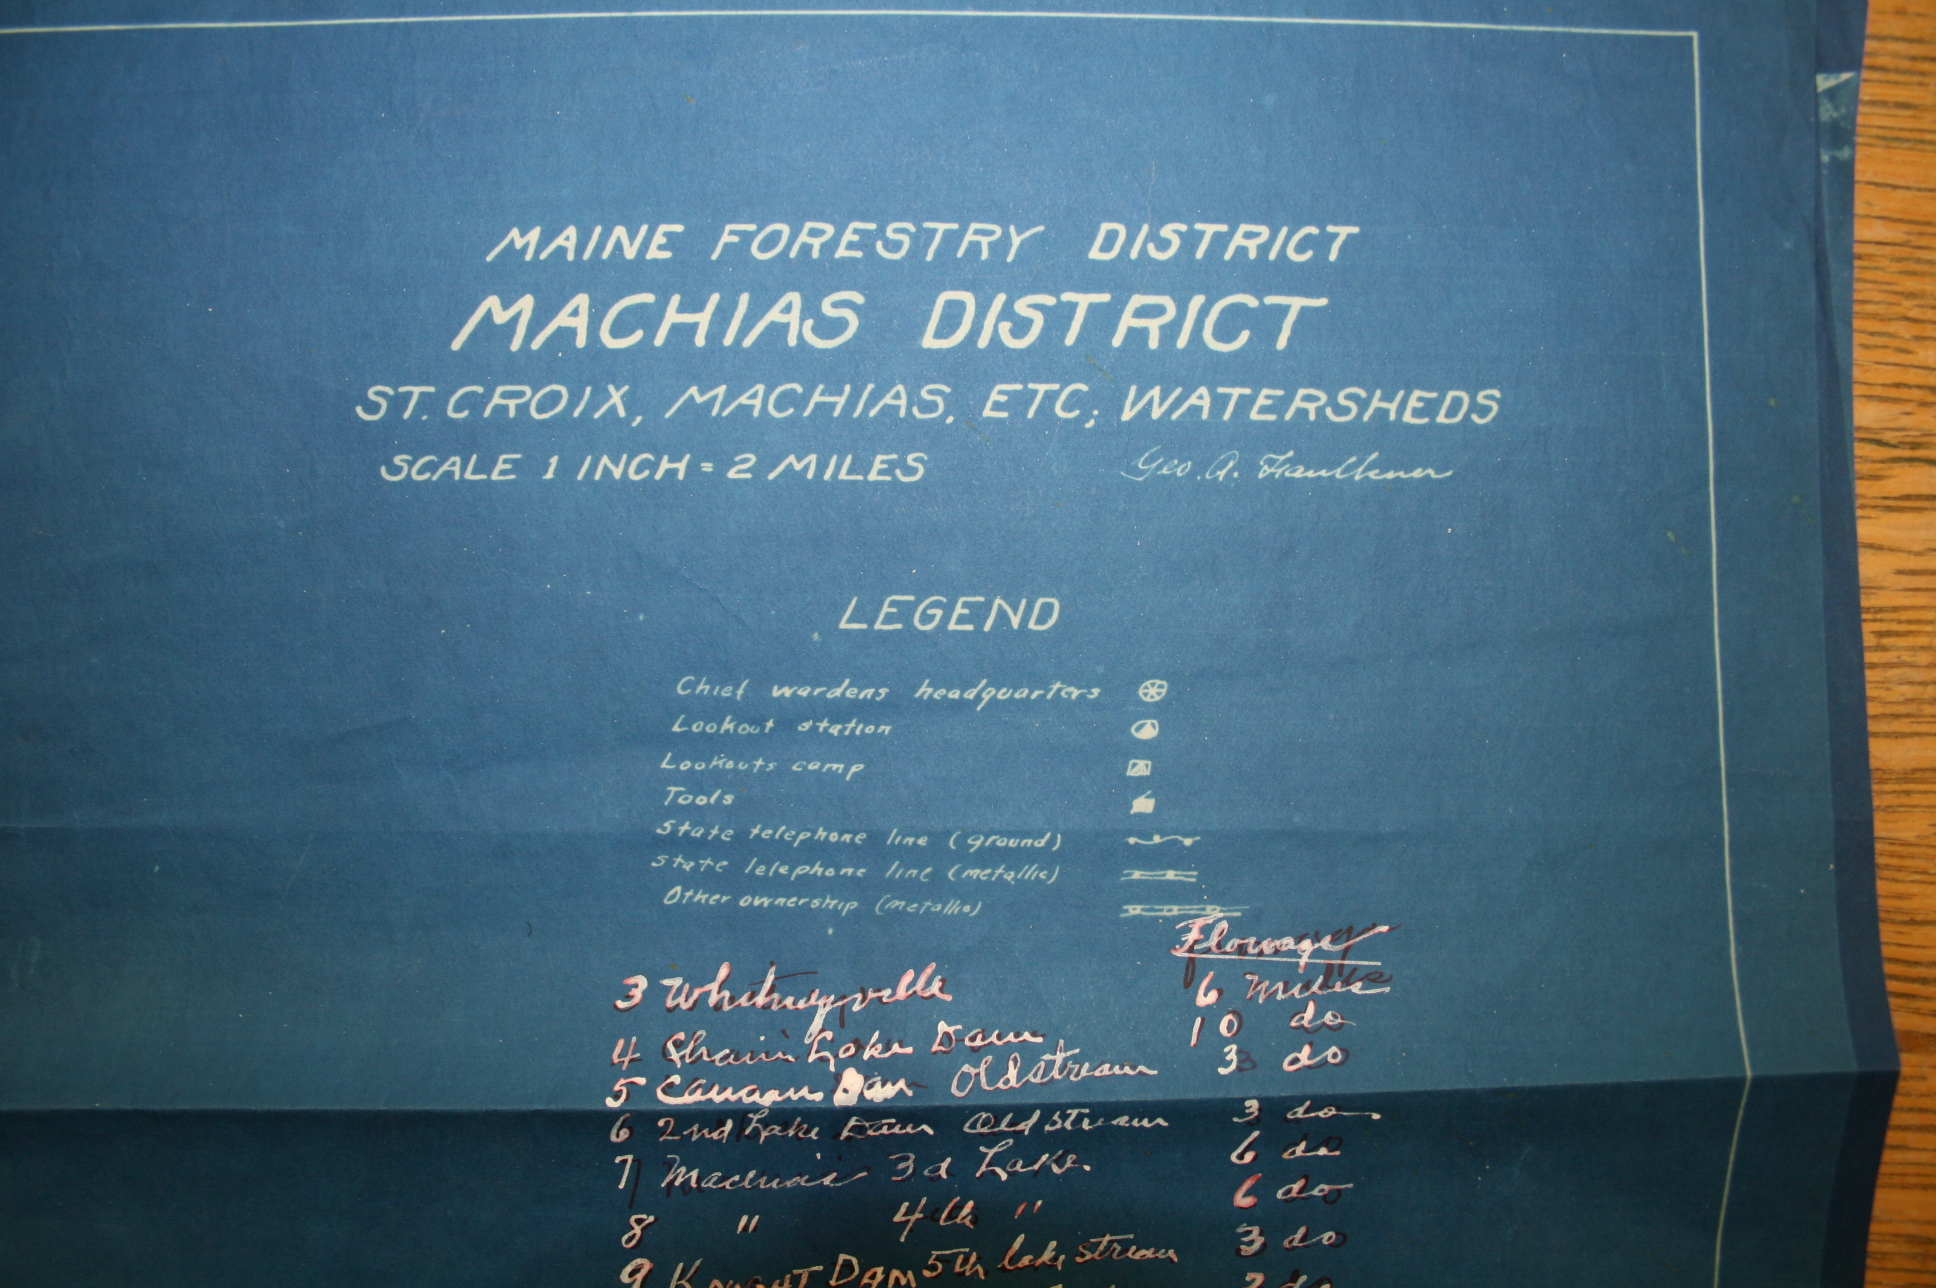 MAINE FORESTRY DISTRICT
MACHIAS DISTRICT
ST. CROIX, MACHIAS, ETC; WATERSHEDS
SCALE 1 INCH = 2 MILES
Geo. A. Faulkner
LEGEND
Chief wardens headquarters
Lookout station
Lookouts camp
Tools
State telephone line (ground)
State telephone line (metallic)
Other ownership (metallic)
Flowage
3 Whitneyville 6 Miles
4 Chain Lake Dam 10 do
5 Canaan Dam Old stream 3 do
6 2nd Lake Dam Old Stream 3 do
7 Machias 3d Lake. 6 do
8 " 4th " 6 do
9 KNIGHT DAM 5th lake stream 3 do